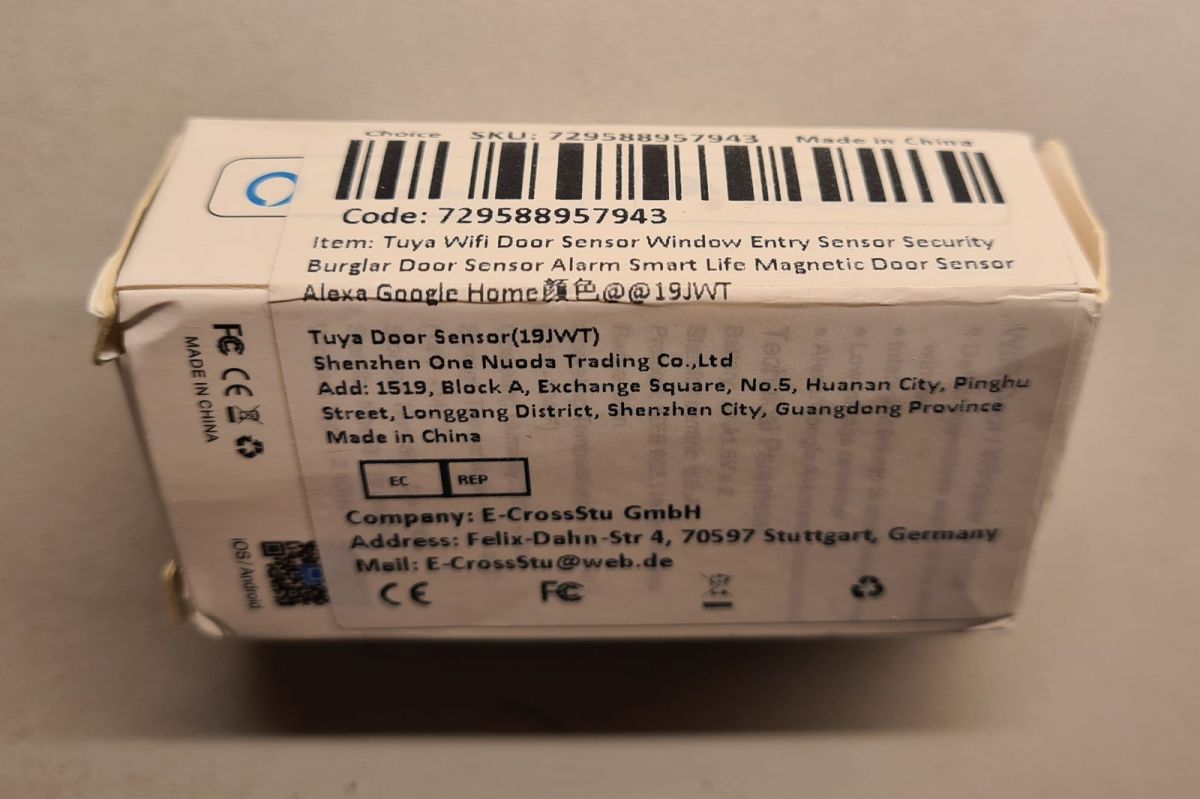 Choice SKU: 729588957943 Made in China
Code: 729588957943
Item: Tuya Wifi Door Sensor Window Entry Sensor Security
Burglar Door Sensor Alarm Smart Life Magnetic Door Sensor
Alexa Google Home顏色@@19JWT
Tuya Door Sensor(19JWT)
Shenzhen One Nuoda Trading Co.,Ltd
Add: 1519, Block A, Exchange Square, No.5, Huanan City, Pinghu
Street, Longgang District, Shenzhen City, Guangdong Province
Made in China
EC REP
Company: E-CrossStu GmbH
Address: Felix-Dahn-Str 4, 70597 Stuttgart, Germany
Mail: E-CrossStu@web.de
CE FC
FC CE
MADE IN CHINA
iOS / Android